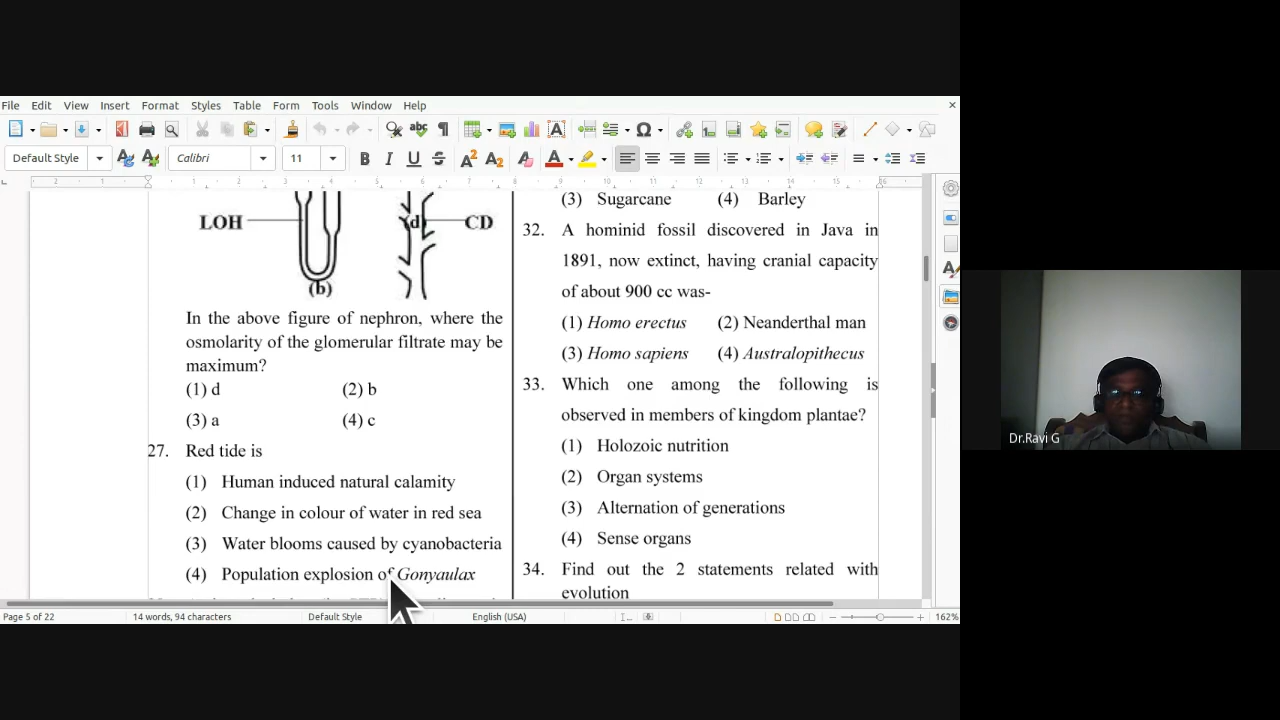 File Edit View Insert Format Styles Table Form Tools Window Help
Default Style Calibri 11
LOH
(d)
CD
(b)
In the above figure of nephron, where the
osmolarity of the glomerular filtrate may be
maximum?
(1) d (2) b
(3) a (4) c
27. Red tide is
(1) Human induced natural calamity
(2) Change in colour of water in red sea
(3) Water blooms caused by cyanobacteria
(4) Population explosion of Gonyaulax
(3) Sugarcane (4) Barley
32. A hominid fossil discovered in Java in
1891, now extinct, having cranial capacity
of about 900 cc was-
(1) Homo erectus (2) Neanderthal man
(3) Homo sapiens (4) Australopithecus
33. Which one among the following is
observed in members of kingdom plantae?
(1) Holozoic nutrition
(2) Organ systems
(3) Alternation of generations
(4) Sense organs
34. Find out the 2 statements related with
evolution
Page 5 of 22 14 words, 94 characters Default Style English (USA) 162%
Dr.Ravi G